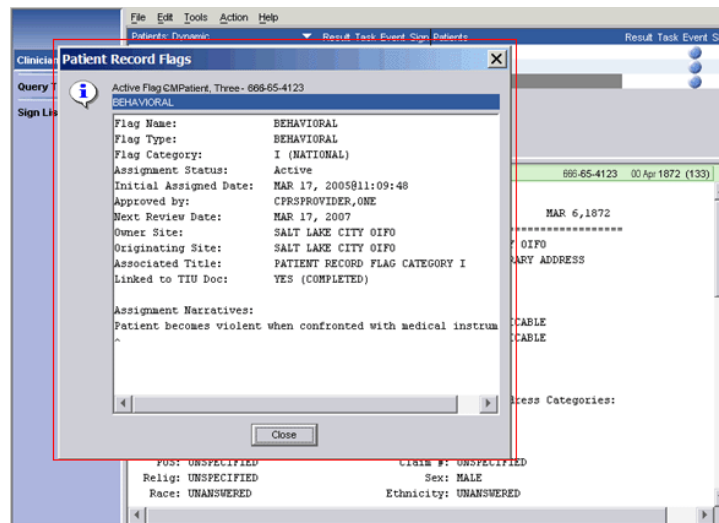 File Edit Tools Action Help
Patients: Dynamic Result Task Event Sign Patients Result Task Event S
Clinician
Query T
Sign Lis
Patient Record Flags
Active Flag CMPatient, Three - 666-65-4123
BEHAVIORAL
Flag Name: BEHAVIORAL
Flag Type: BEHAVIORAL
Flag Category: I (NATIONAL)
Assignment Status: Active
Initial Assigned Date: MAR 17, 2005@11:09:48
Approved by: CPRSPROVIDER,ONE
Next Review Date: MAR 17, 2007
Owner Site: SALT LAKE CITY OIFO
Originating Site: SALT LAKE CITY OIFO
Associated Title: PATIENT RECORD FLAG CATEGORY I
Linked to TIU Doc: YES (COMPLETED)
Assignment Narratives:
Patient becomes violent when confronted with medical instrum
^
Close
666-65-4123 00 Apr 1872 (133)
MAR 6,1872
Y OIFO
RARY ADDRESS
ICABLE
ICABLE
dress Categories:
POS: UNSPECIFIED Claim #: UNSPECIFIED
Relig: UNSPECIFIED Sex: MALE
Race: UNANSWERED Ethnicity: UNANSWERED